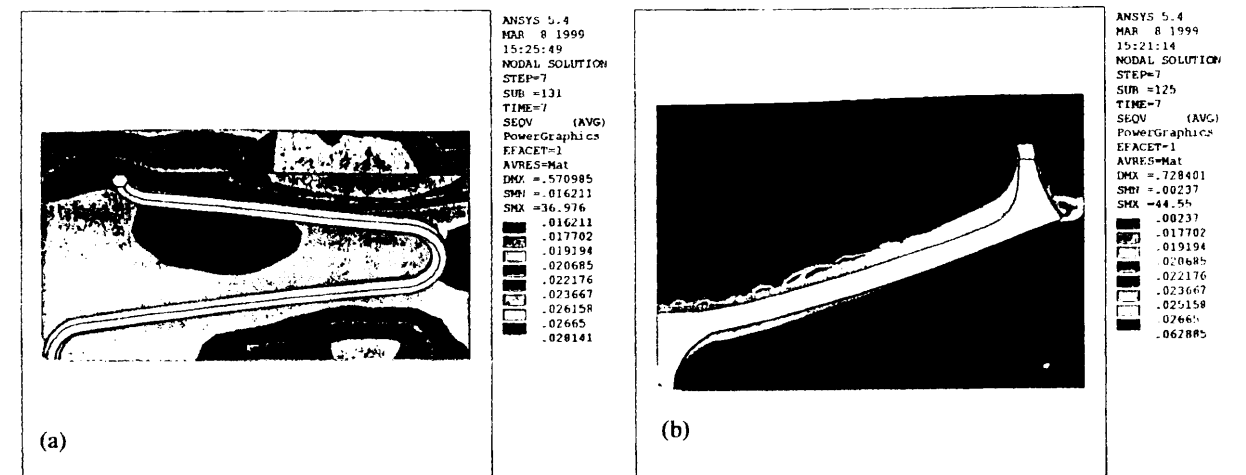 ANSYS 5.4
MAR 8 1999
15:25:49
NODAL SOLUTION
STEP=7
SUB =131
TIME=7
SEQV (AVG)
PowerGraphics
EFACET=1
AVRES=Mat
DMX =.570985
SMN =.016211
SMX =36.976
.016211
.017702
.019194
.020685
.022176
.023667
.026158
.02665
.028141
(a)
ANSYS 5.4
MAR 8 1999
15:21:14
NODAL SOLUTION
STEP=7
SUB =125
TIME=7
SEQV (AVG)
PowerGraphics
EFACET=1
AVRES=Mat
DMX =.728401
SMN =.00237
SMX =44.55
.00237
.017702
.019194
.020685
.022176
.023667
.025158
.02665
.062885
(b)